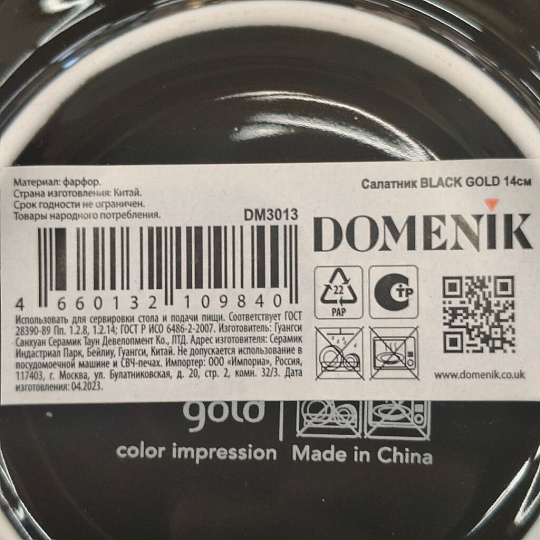 Материал: фарфор.
Страна изготовления: Китай.
Срок годности не ограничен.
Товары народного потребления.
DM3013
4 660132 109840
Салатник BLACK GOLD 14см
DOMENIK
22
PAP
СТР
www.domenik.co.uk
Использовать для сервировки стола и подачи пищи. Соответствует ГОСТ
28390-89 Пп. 1.2.8, 1.2.14; ГОСТ Р ИСО 6486-2-2007. Изготовитель: Гуангси
Санхуан Серамик Таун Девелопмент Ко., ЛТД. Адрес изготовителя: Серамик
Индастриал Парк, Бейлиу, Гуангси, Китай. Не допускается использование в
посудомоечной машине и СВЧ-печах. Импортер: ООО «Импориа», Россия,
117403, г. Москва, ул. Булатниковская, д. 20, стр. 2, комн. 32/3. Дата
изготовления: 04.2023.
gold
color impression Made in China